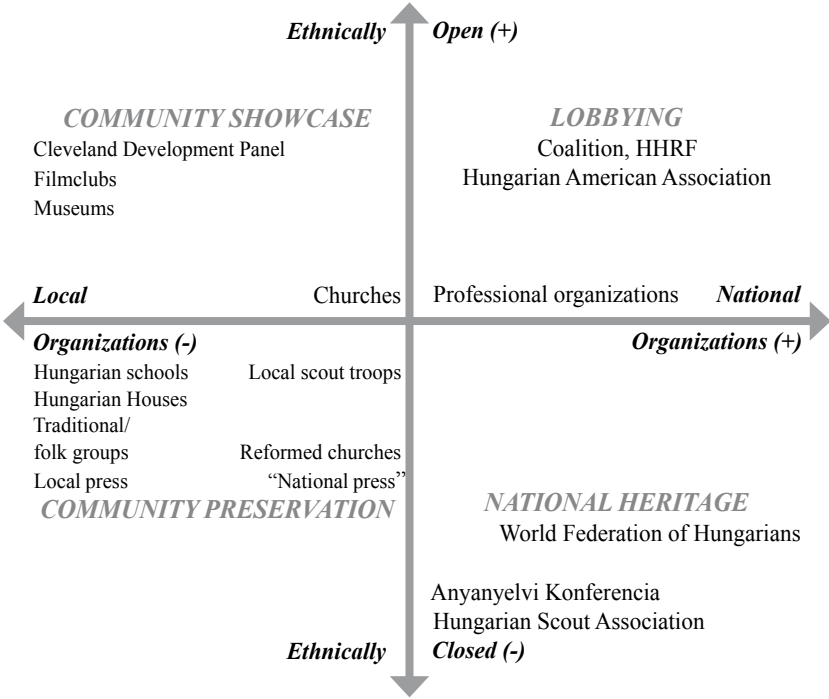 Ethnically Open (+)
COMMUNITY SHOWCASE
Cleveland Development Panel
Filmclubs
Museums
LOBBYING
Coalition, HHRF
Hungarian American Association
Local Churches Professional organizations National
Organizations (-) Organizations (+)
Hungarian schools Local scout troops
Hungarian Houses
Traditional/
folk groups Reformed churches
Local press “National press”
COMMUNITY PRESERVATION
NATIONAL HERITAGE
World Federation of Hungarians
Anyanyelvi Konferencia
Hungarian Scout Association
Ethnically Closed (-)